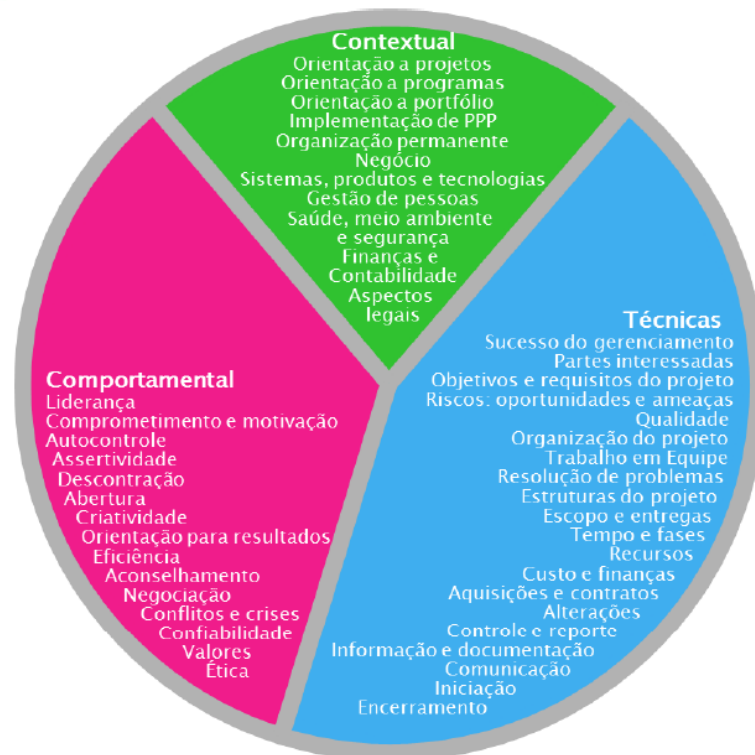 Contextual
Orientação a projetos
Orientação a programas
Orientação a portfólio
Implementação de PPP
Organização permanente
Negócio
Sistemas, produtos e tecnologias
Gestão de pessoas
Saúde, meio ambiente
e segurança
Finanças e
Contabilidade
Aspectos
legais
Comportamental
Liderança
Comprometimento e motivação
Autocontrole
Assertividade
Descontração
Abertura
Criatividade
Orientação para resultados
Eficiência
Aconselhamento
Negociação
Conflitos e crises
Confiabilidade
Valores
Ética
Técnicas
Sucesso do gerenciamento
Partes interessadas
Objetivos e requisitos do projeto
Riscos: oportunidades e ameaças
Qualidade
Organização do projeto
Trabalho em Equipe
Resolução de problemas
Estruturas do projeto
Escopo e entregas
Tempo e fases
Recursos
Custo e finanças
Aquisições e contratos
Alterações
Controle e reporte
Informação e documentação
Comunicação
Iniciação
Encerramento